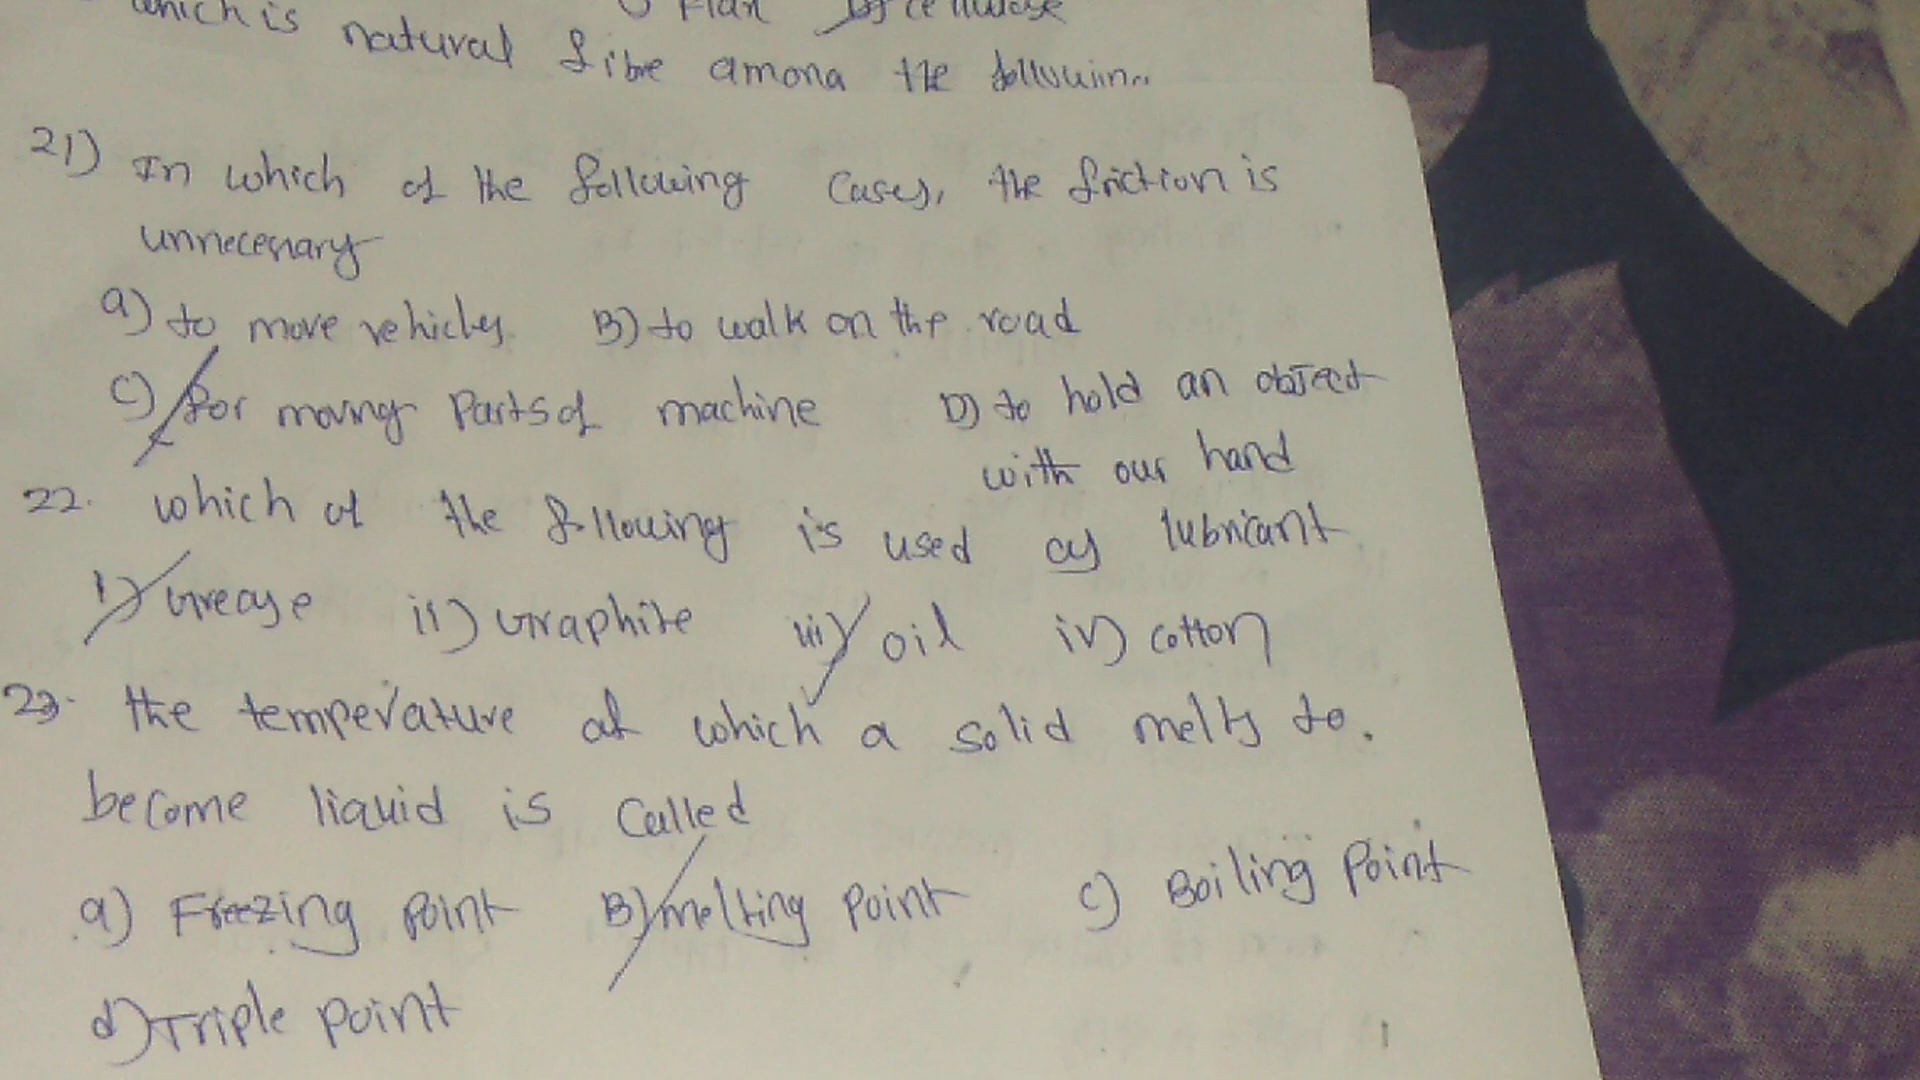 which is
natural fibre among the
21) In which of the following cases, the friction is
unnecessary
a) to move vehicles B) to walk on the road
c) for moving Parts of machine D) to hold an object
with our hand
22. which of the following is used as lubricant
i) Grease ii) Graphite iii) oil iv) cotton
23. the temperature at which a solid melts to.
become liquid is called
a) Freezing Point B) melting Point c) Boiling Point
d) Triple point